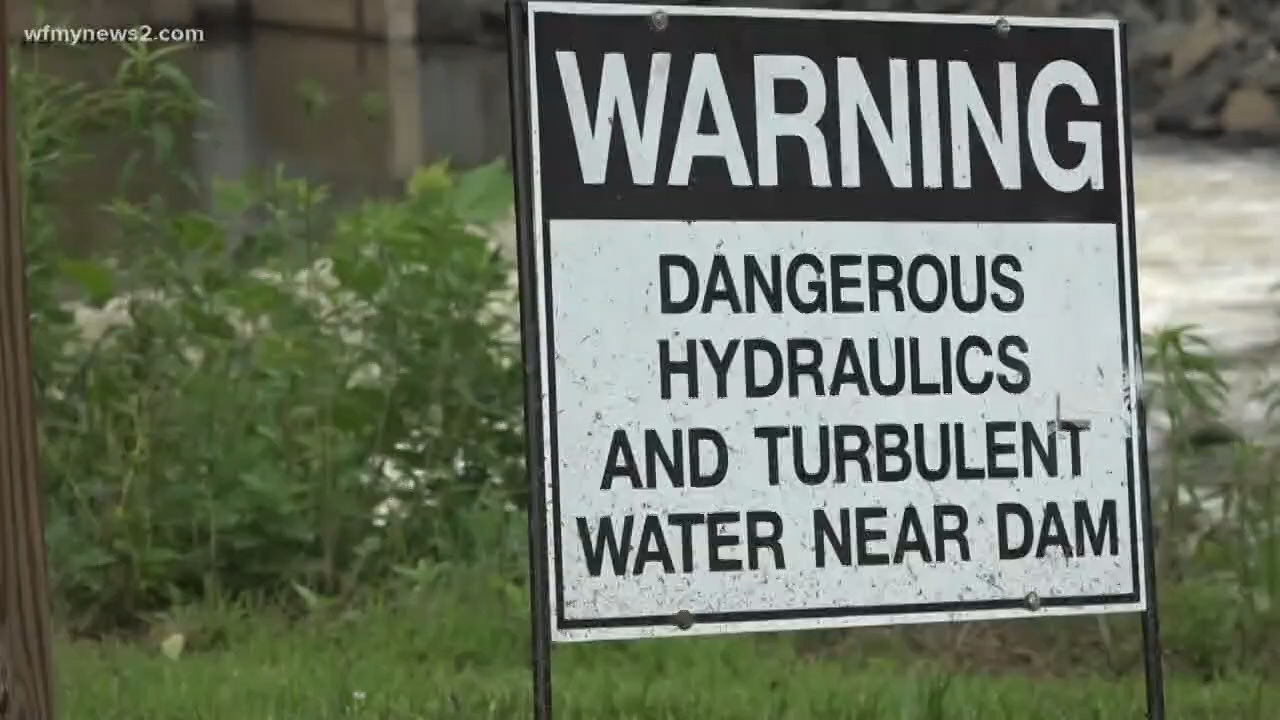 wfmynews2.com
WARNING
DANGEROUS
HYDRAULICS
AND TURBULENT
WATER NEAR DAM